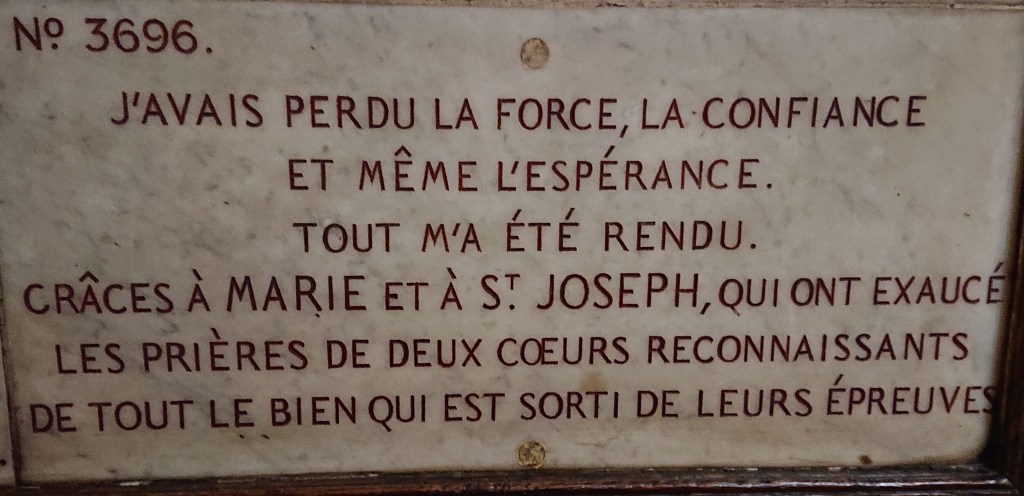 Nº 3696.
J'AVAIS PERDU LA FORCE, LA CONFIANCE
ET MÊME L'ESPÉRANCE.
TOUT M'A ÉTÉ RENDU.
GRÂCES À MARIE ET À ST JOSEPH, QUI ONT EXAUCÉ
LES PRIÈRES DE DEUX CŒURS RECONNAISSANTS
DE TOUT LE BIEN QUI EST SORTI DE LEURS ÉPREUVES